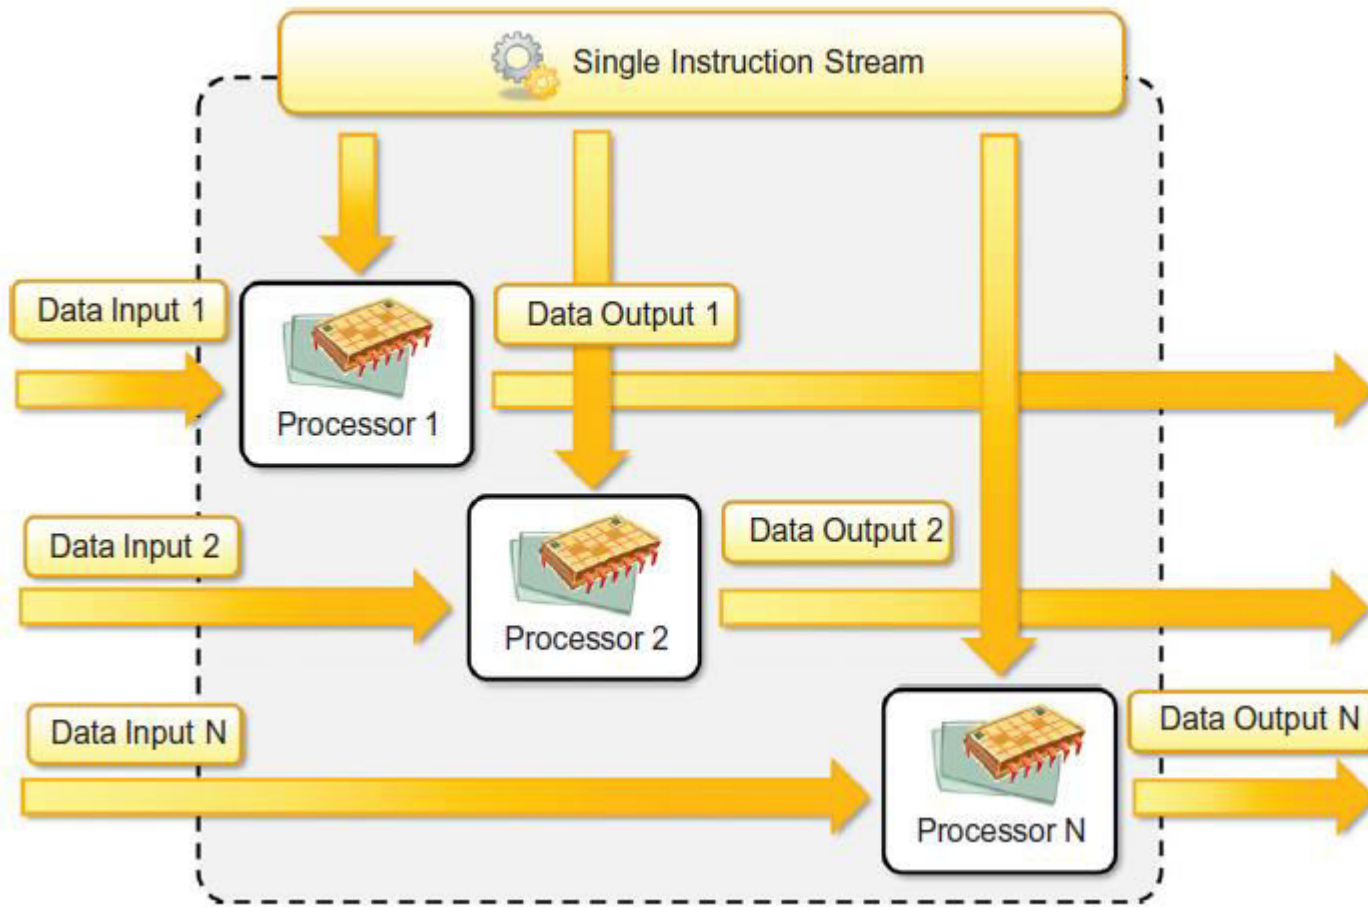 Single Instruction Stream
Data Input 1
Data Output 1
Processor 1
Data Input 2
Data Output 2
Processor 2
Data Input N
Data Output N
Processor N